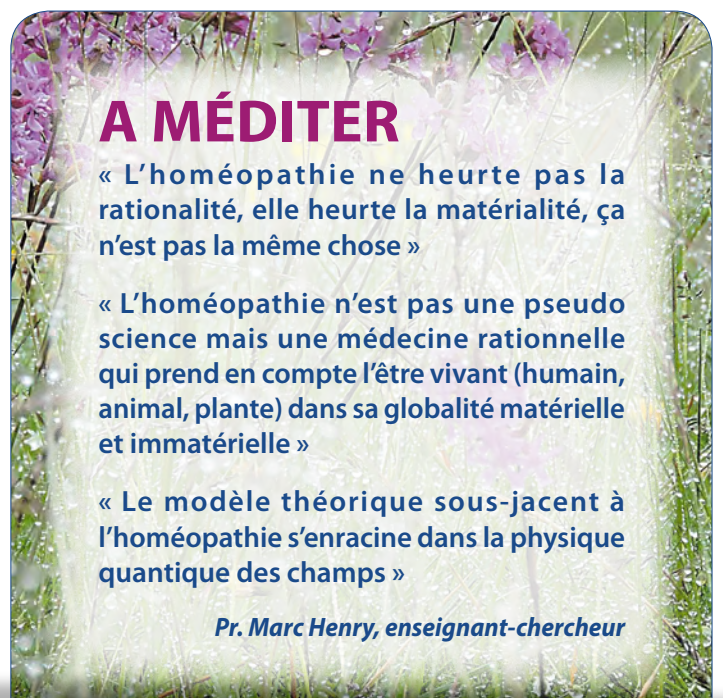 A MÉDITER
« L'homéopathie ne heurte pas la
rationalité, elle heurte la matérialité, ça
n'est pas la même chose »
« L'homéopathie n'est pas une pseudo
science mais une médecine rationnelle
qui prend en compte l'être vivant (humain,
animal, plante) dans sa globalité matérielle
et immatérielle »
« Le modèle théorique sous-jacent à
l'homéopathie s'enracine dans la physique
quantique des champs »
Pr. Marc Henry, enseignant-chercheur